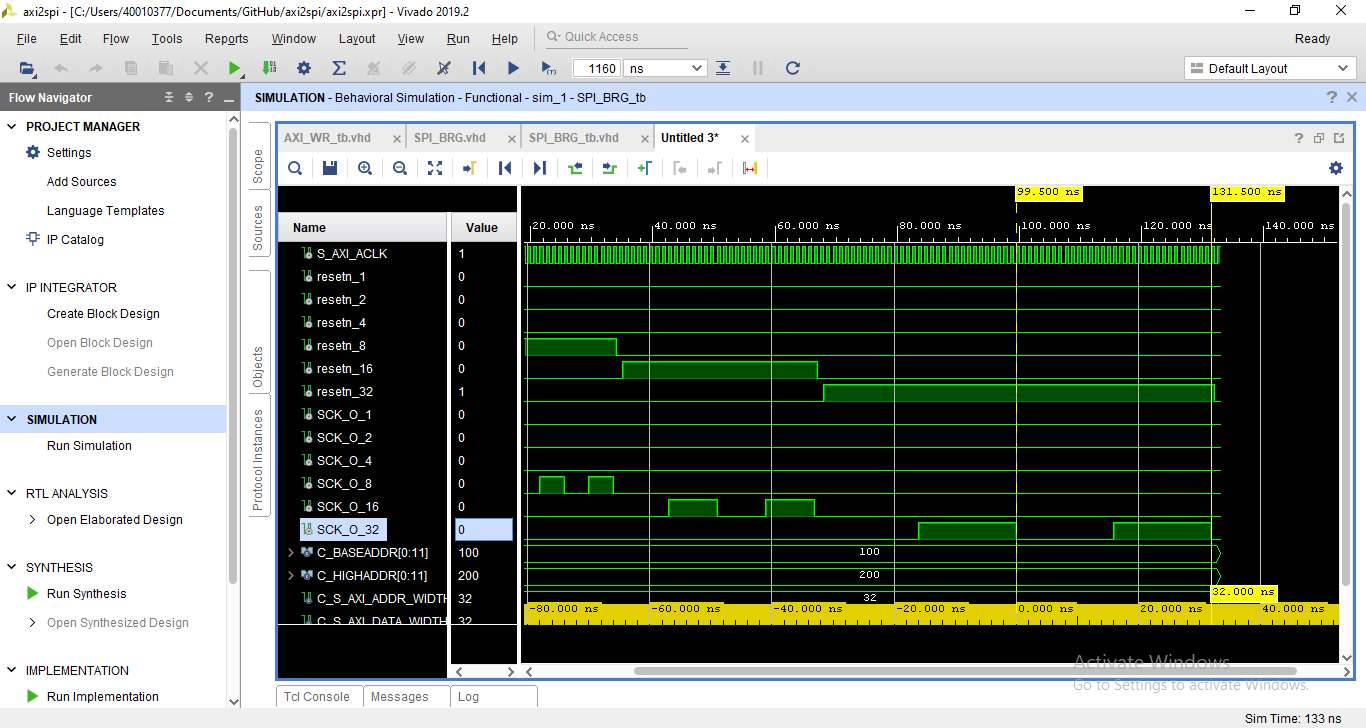 axi2spi - [C:/Users/40010377/Documents/GitHub/axi2spi/axi2spi.xpr] - Vivado 2019.2
File Edit Flow Tools Reports Window Layout View Run Help Quick Access Ready
1160 ns Default Layout
Flow Navigator
SIMULATION - Behavioral Simulation - Functional - sim_1 - SPI_BRG_tb
PROJECT MANAGER
Settings
Add Sources
Language Templates
IP Catalog
IP INTEGRATOR
Create Block Design
Open Block Design
Generate Block Design
SIMULATION
Run Simulation
RTL ANALYSIS
Open Elaborated Design
SYNTHESIS
Run Synthesis
Open Synthesized Design
IMPLEMENTATION
Run Implementation
Scope
Sources
Objects
Protocol Instances
AXI_WR_tb.vhd SPI_BRG.vhd SPI_BRG_tb.vhd Untitled 3*
99.500 ns 131.500 ns
Name Value
20.000 ns 40.000 ns 60.000 ns 80.000 ns 100.000 ns 120.000 ns 140.000 ns
S_AXI_ACLK 1
resetn_1 0
resetn_2 0
resetn_4 0
resetn_8 0
resetn_16 0
resetn_32 1
SCK_O_1 0
SCK_O_2 0
SCK_O_4 0
SCK_O_8 0
SCK_O_16 0
SCK_O_32 0
C_BASEADDR[0:11] 100 100
C_HIGHADDR[0:11] 200 200
C_S_AXI_ADDR_WIDTH 32 32
32.000 ns
C_S_AXI_DATA_WIDTH 32
-80.000 ns -60.000 ns -40.000 ns -20.000 ns 0.000 ns 20.000 ns 40.000 ns
Activate Windows
Go to Settings to activate Windows.
Tcl Console Messages Log
Sim Time: 133 ns